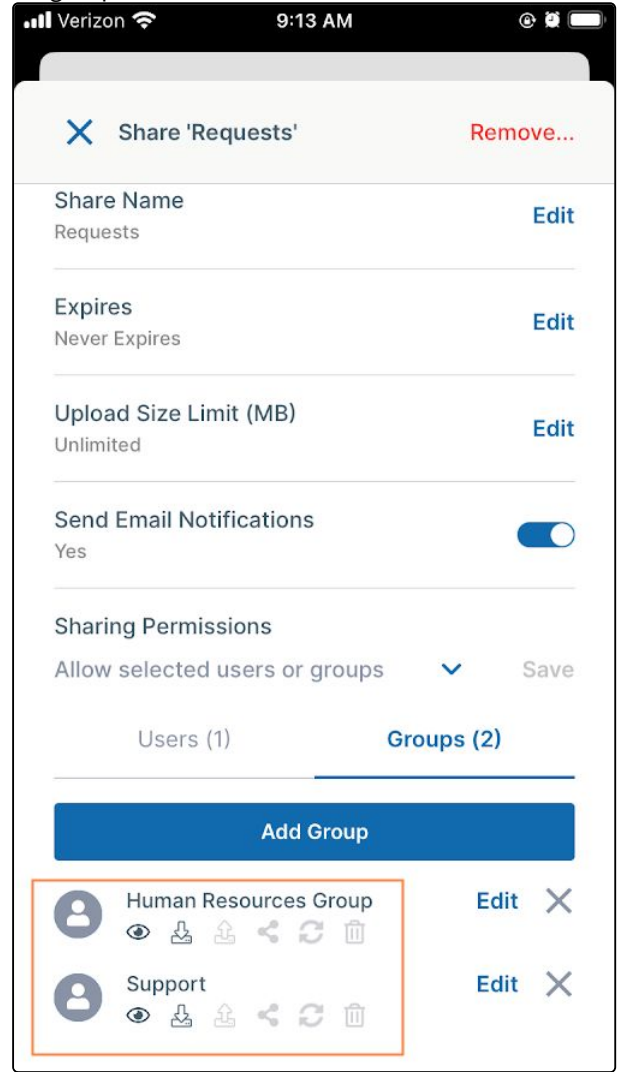 Verizon 9:13 AM
Share 'Requests' Remove...
Share Name
Requests
Edit
Expires
Never Expires
Edit
Upload Size Limit (MB)
Unlimited
Edit
Send Email Notifications
Yes
Sharing Permissions
Allow selected users or groups Save
Users (1) Groups (2)
Add Group
Human Resources Group Edit
Support Edit